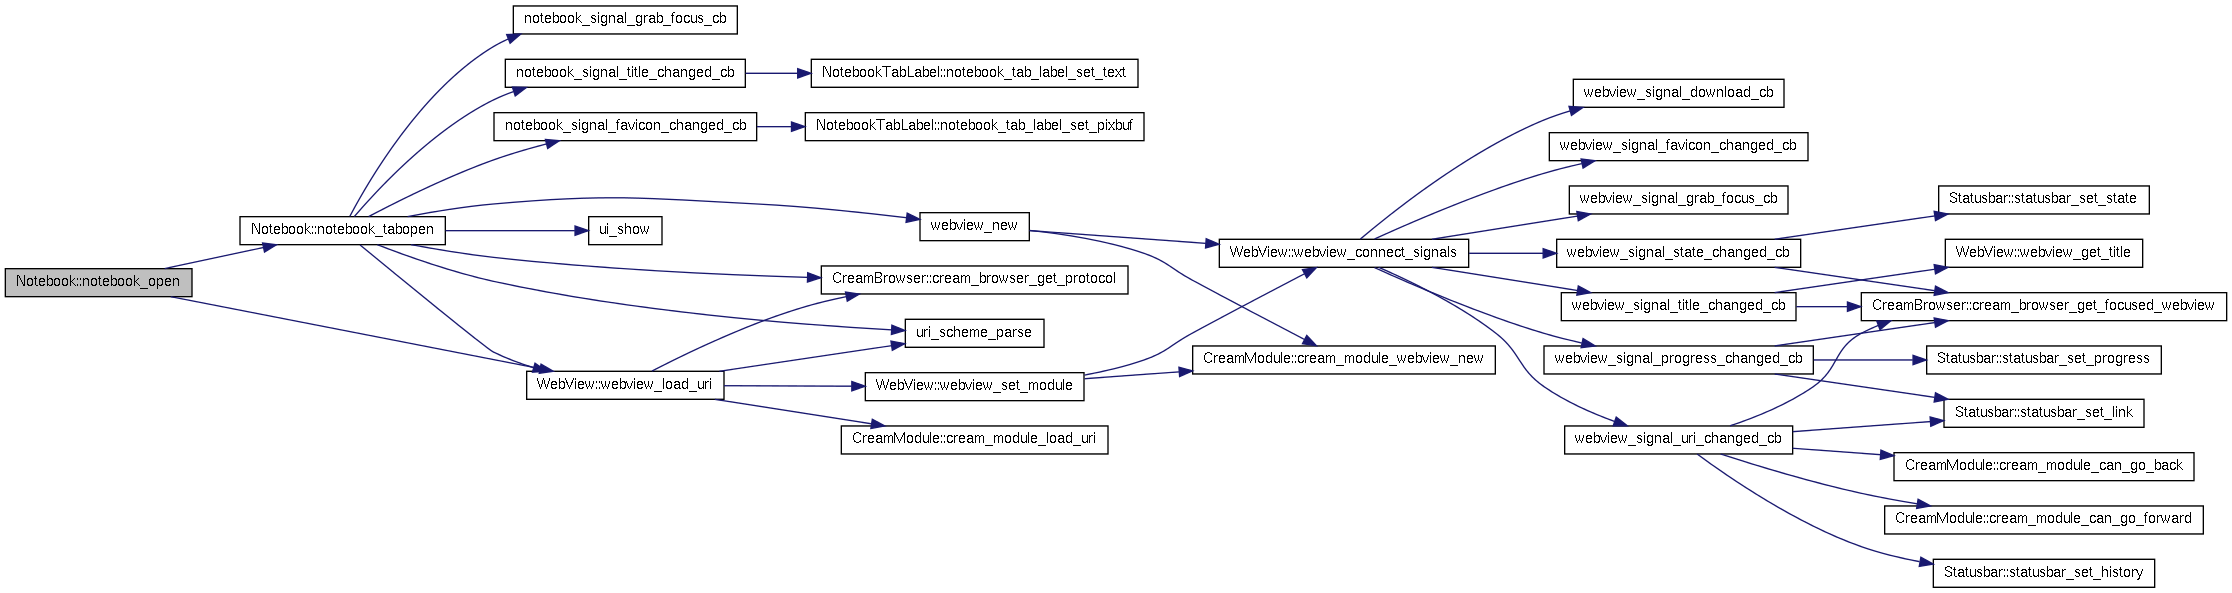 Notebook::notebook_open
Notebook::notebook_tabopen
notebook_signal_grab_focus_cb
notebook_signal_title_changed_cb
notebook_signal_favicon_changed_cb
ui_show
WebView::webview_load_uri
NotebookTabLabel::notebook_tab_label_set_text
NotebookTabLabel::notebook_tab_label_set_pixbuf
webview_new
CreamBrowser::cream_browser_get_protocol
uri_scheme_parse
WebView::webview_set_module
CreamModule::cream_module_load_uri
WebView::webview_connect_signals
CreamModule::cream_module_webview_new
webview_signal_download_cb
webview_signal_favicon_changed_cb
webview_signal_grab_focus_cb
webview_signal_state_changed_cb
webview_signal_title_changed_cb
webview_signal_progress_changed_cb
webview_signal_uri_changed_cb
Statusbar::statusbar_set_state
WebView::webview_get_title
CreamBrowser::cream_browser_get_focused_webview
Statusbar::statusbar_set_progress
Statusbar::statusbar_set_link
CreamModule::cream_module_can_go_back
CreamModule::cream_module_can_go_forward
Statusbar::statusbar_set_history